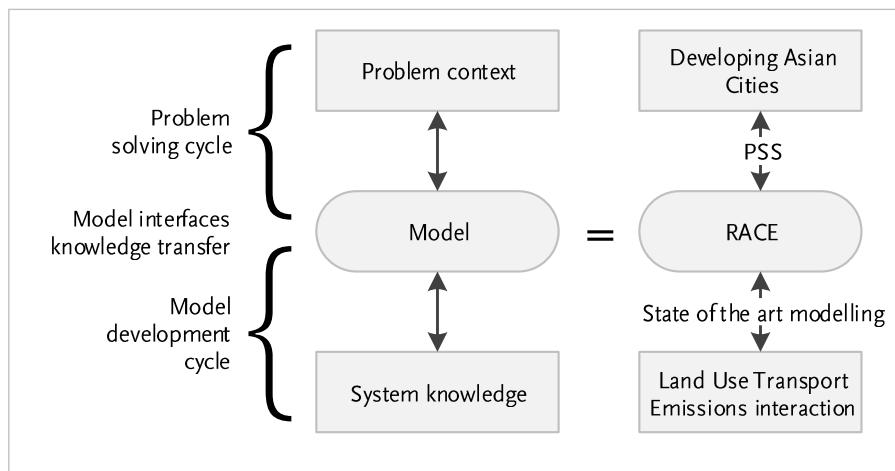 Problem
solving cycle
Model interfaces
knowledge transfer
Model
development
cycle
Problem context
Model
System knowledge
=
Developing Asian
Cities
PSS
RACE
State of the art modelling
Land Use Transport
Emissions interaction